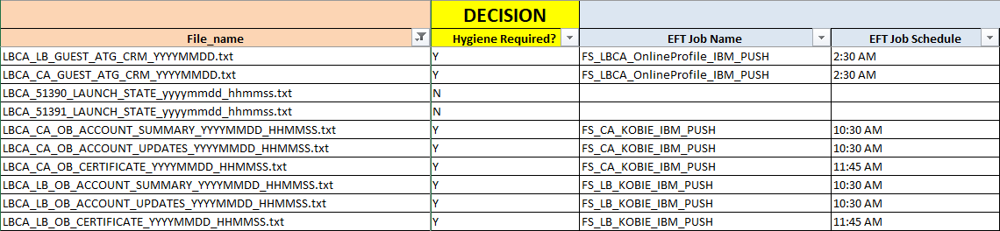 DECISION
File_name Hygiene Required? EFT Job Name EFT Job Schedule
LBCA_LB_GUEST_ATG_CRM_YYYYMMDD.txt Y FS_LBCA_OnlineProfile_IBM_PUSH 2:30 AM
LBCA_CA_GUEST_ATG_CRM_YYYYMMDD.txt Y FS_LBCA_OnlineProfile_IBM_PUSH 2:30 AM
LBCA_51390_LAUNCH_STATE_yyyymmdd_hhmmss.txt N
LBCA_51391_LAUNCH_STATE_yyyymmdd_hhmmss.txt N
LBCA_CA_OB_ACCOUNT_SUMMARY_YYYYMMDD_HHMMSS.txt Y FS_CA_KOBIE_IBM_PUSH 10:30 AM
LBCA_CA_OB_ACCOUNT_UPDATES_YYYYMMDD_HHMMSS.txt Y FS_CA_KOBIE_IBM_PUSH 10:30 AM
LBCA_CA_OB_CERTIFICATE_YYYYMMDD_HHMMSS.txt Y FS_CA_KOBIE_IBM_PUSH 11:45 AM
LBCA_LB_OB_ACCOUNT_SUMMARY_YYYYMMDD_HHMMSS.txt Y FS_LB_KOBIE_IBM_PUSH 10:30 AM
LBCA_LB_OB_ACCOUNT_UPDATES_YYYYMMDD_HHMMSS.txt Y FS_LB_KOBIE_IBM_PUSH 10:30 AM
LBCA_LB_OB_CERTIFICATE_YYYYMMDD_HHMMSS.txt Y FS_LB_KOBIE_IBM_PUSH 11:45 AM